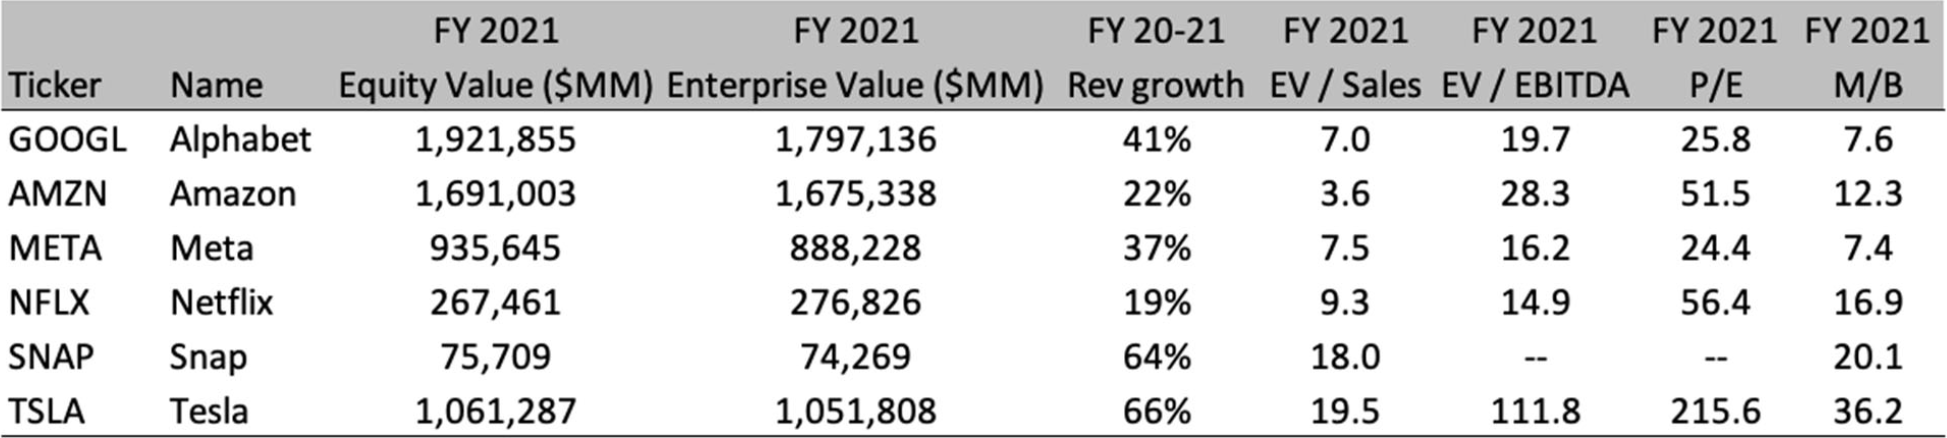 FY 2021 FY 2021 FY 20-21 FY 2021 FY 2021 FY 2021 FY 2021
Ticker Name Equity Value ($MM) Enterprise Value ($MM) Rev growth EV / Sales EV / EBITDA P/E M/B
GOOGL Alphabet 1,921,855 1,797,136 41% 7.0 19.7 25.8 7.6
AMZN Amazon 1,691,003 1,675,338 22% 3.6 28.3 51.5 12.3
META Meta 935,645 888,228 37% 7.5 16.2 24.4 7.4
NFLX Netflix 267,461 276,826 19% 9.3 14.9 56.4 16.9
SNAP Snap 75,709 74,269 64% 18.0 -- -- 20.1
TSLA Tesla 1,061,287 1,051,808 66% 19.5 111.8 215.6 36.2